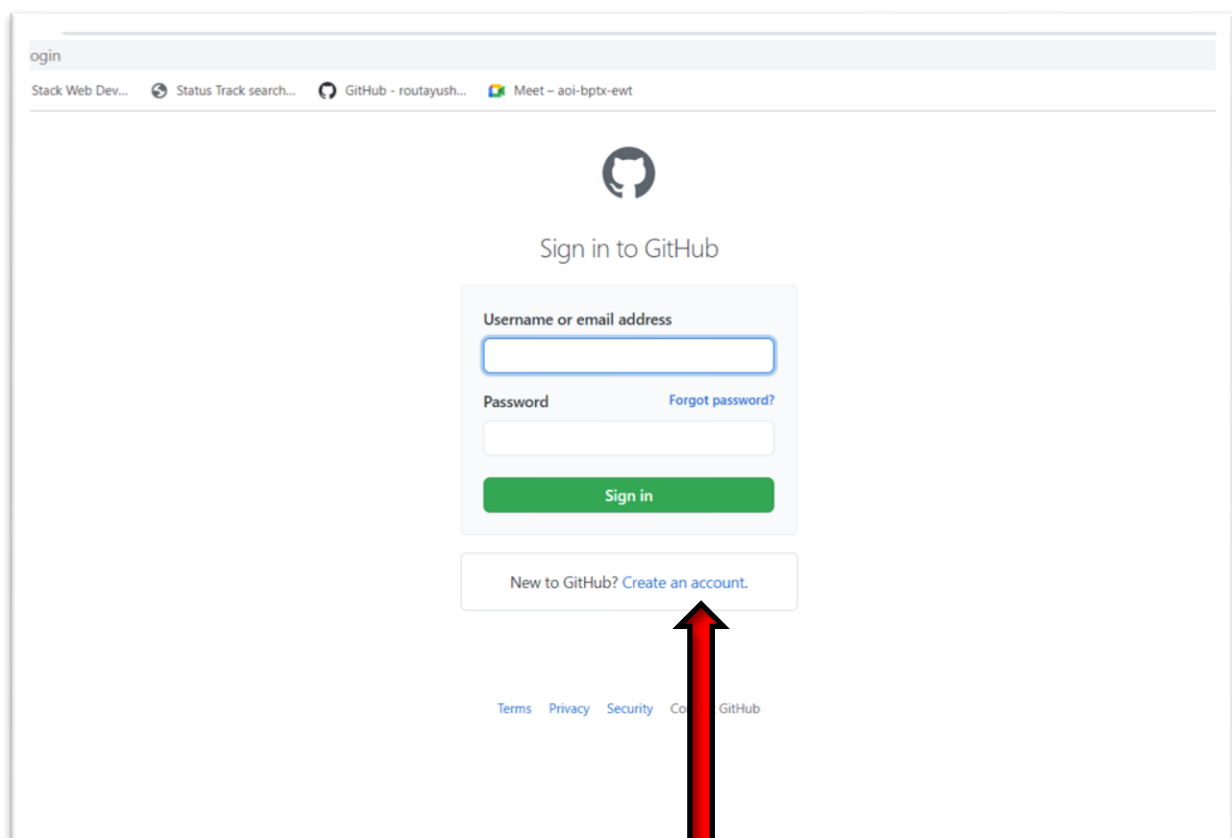 ogin
Stack Web Dev... Status Track search... GitHub - routayush... Meet – aoi-bptx-ewt
Sign in to GitHub
Username or email address
Password Forgot password?
Sign in
New to GitHub? Create an account.
Terms Privacy Security GitHub